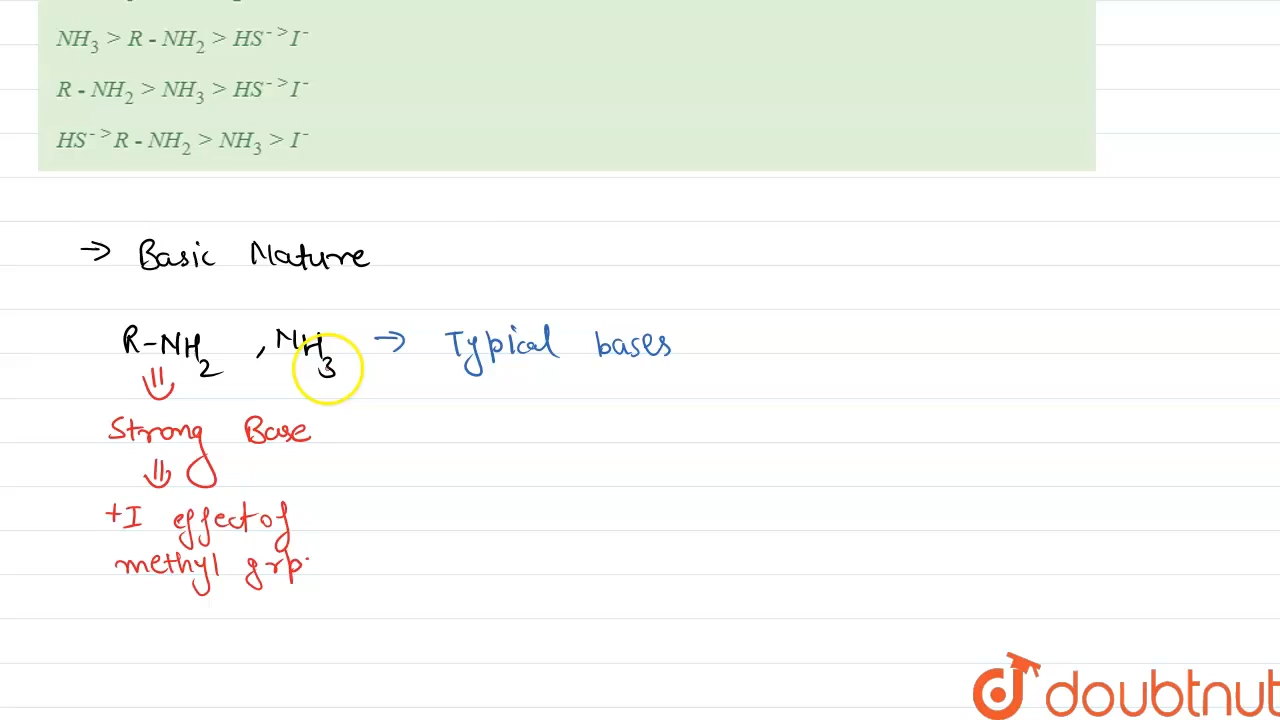 NH₃ > R - NH₂ > HS⁻ > I⁻
R - NH₂ > NH₃ > HS⁻ > I⁻
HS⁻ > R - NH₂ > NH₃ > I⁻
→ Basic Nature
R-NH₂ , NH₃ → Typical bases
⇓
Strong Base
⇓
+I effect of
methyl grp.
doubtnut